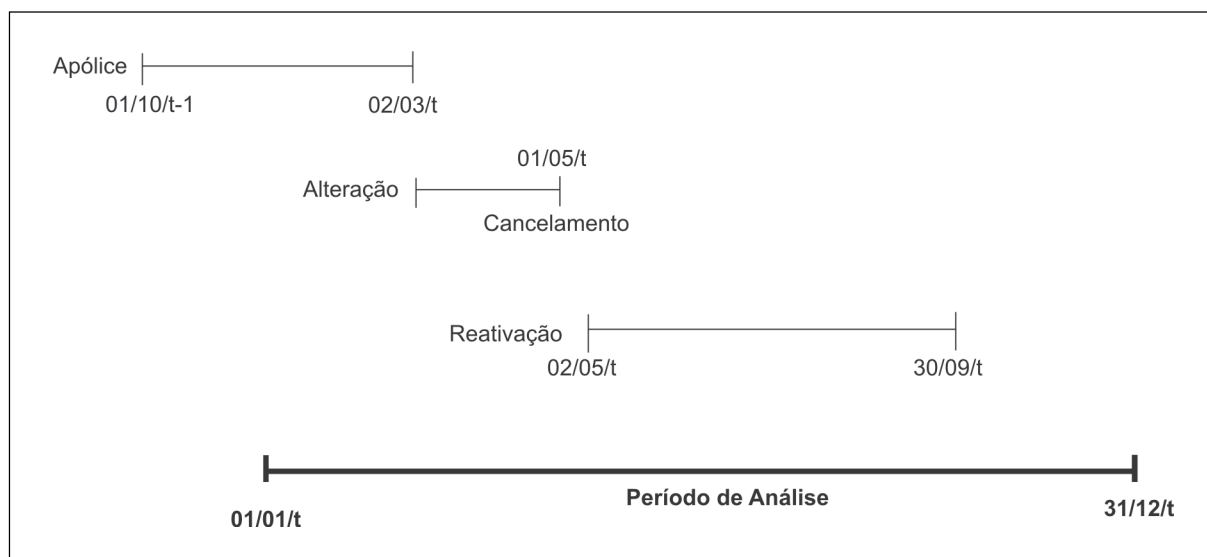 Apólice
01/10/t-1
02/03/t
01/05/t
Alteração
Cancelamento
Reativação
02/05/t
30/09/t
Período de Análise
01/01/t
31/12/t